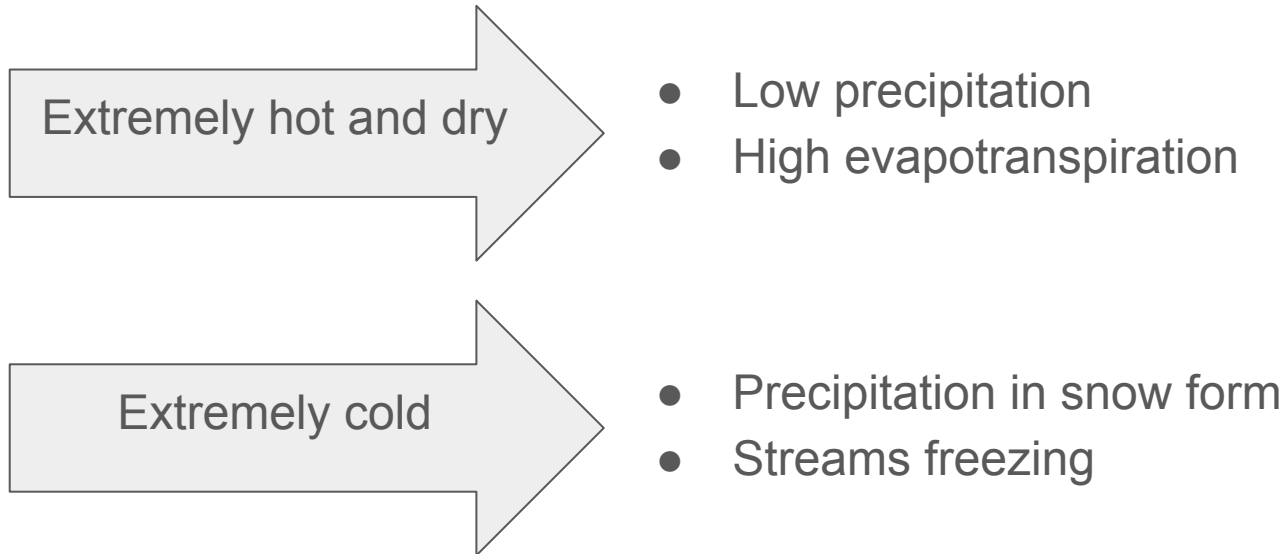 Extremely hot and dry
● Low precipitation
● High evapotranspiration
Extremely cold
● Precipitation in snow form
● Streams freezing